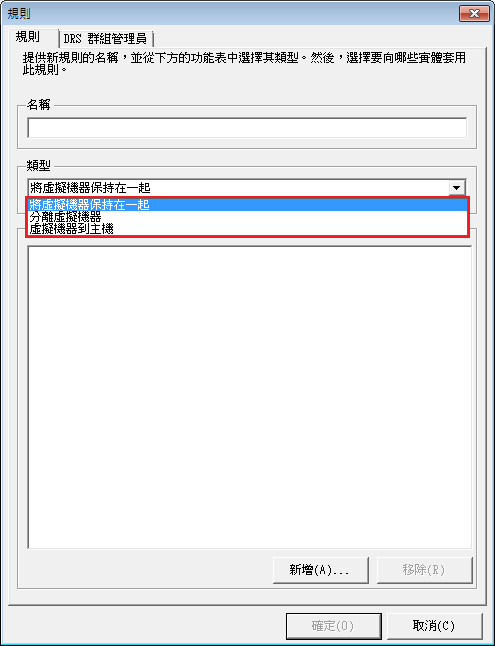 規則
規則
DRS 群組管理員
提供新規則的名稱，並從下方的功能表中選擇其類型。然後，選擇要向哪些實體套用
此規則。
名稱
類型
將虛擬機器保持在一起
將虛擬機器保持在一起
分離虛擬機器
虛擬機器到主機
新增(A)...
移除(R)
確定(O)
取消(C)